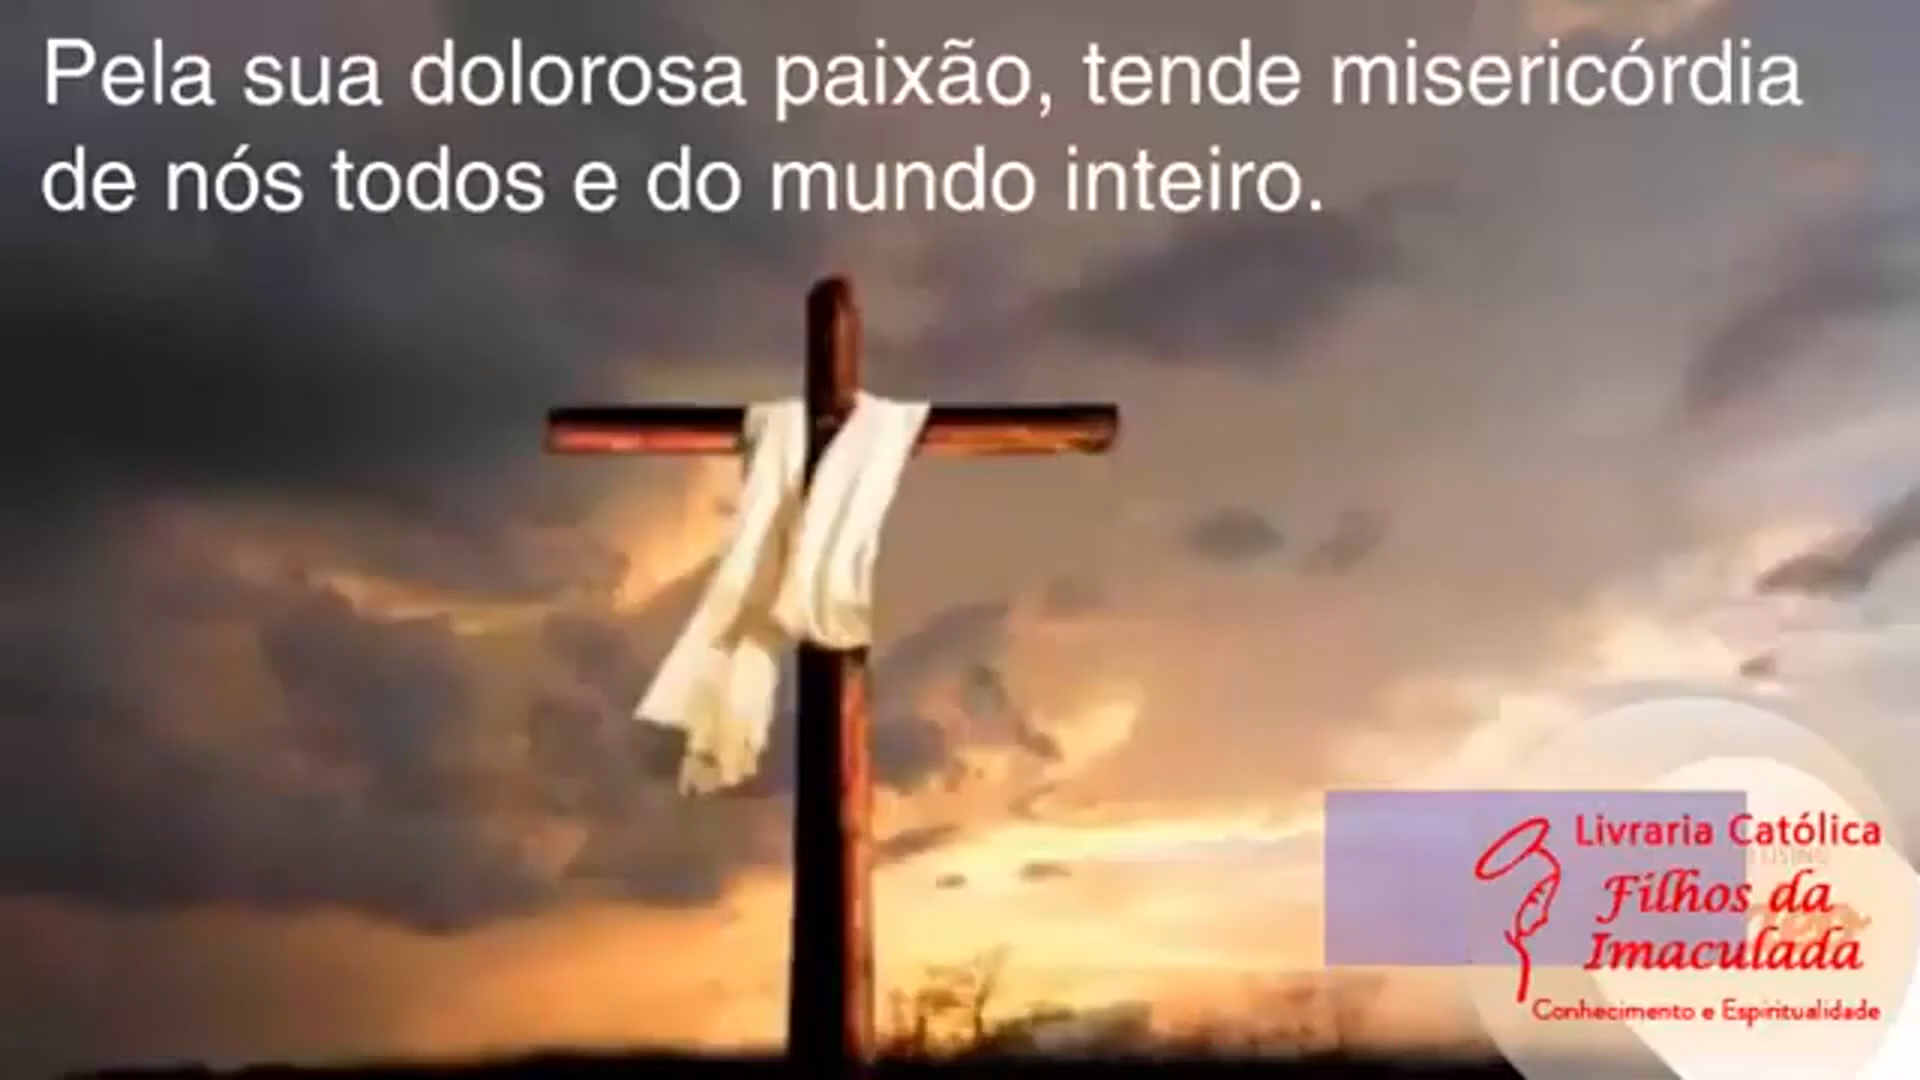 Pela sua dolorosa paixão, tende misericórdia
de nós todos e do mundo inteiro.
Livraria Católica
Filhos da
Imaculada
Conhecimento e Espiritualidade